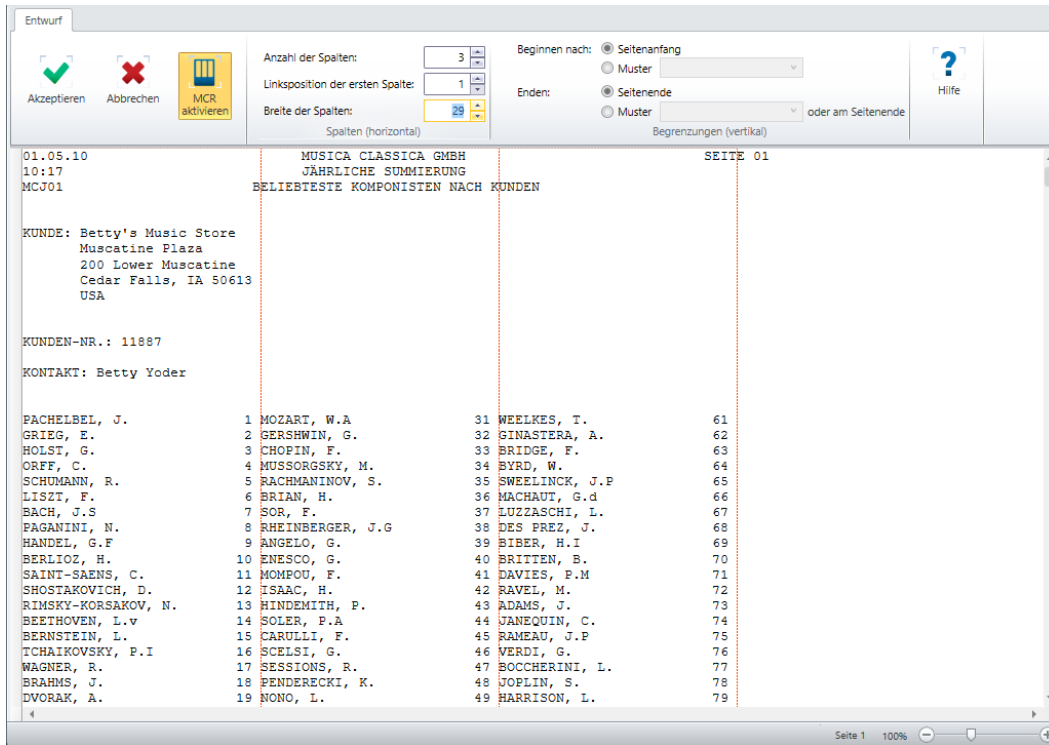 Entwurf
Akzeptieren
Abbrechen
MCR aktivieren
Anzahl der Spalten: 3
Linksposition der ersten Spalte: 1
Breite der Spalten: 29
Spalten (horizontal)
Beginnen nach: Seitenanfang
Muster
Enden: Seitenende
Muster oder am Seitenende
Begrenzungen (vertikal)
?
Hilfe
01.05.10 MUSICA CLASSICA GMBH SEITE 01
10:17 JÄHRLICHE SUMMIERUNG
MCJ01 BELIEBTESTE KOMPONISTEN NACH KUNDEN
KUNDE: Betty's Music Store
Muscatine Plaza
200 Lower Muscatine
Cedar Falls, IA 50613
USA
KUNDEN-NR.: 11887
KONTAKT: Betty Yoder
PACHELBEL, J. 1 MOZART, W.A 31 WEELKES, T. 61
GRIEG, E. 2 GERSHWIN, G. 32 GINASTERA, A. 62
HOLST, G. 3 CHOPIN, F. 33 BRIDGE, F. 63
ORFF, C. 4 MUSSORGSKY, M. 34 BYRD, W. 64
SCHUMANN, R. 5 RACHMANINOV, S. 35 SWEELINCK, J.P 65
LISZT, F. 6 BRIAN, H. 36 MACHAUT, G.d 66
BACH, J.S 7 SOR, F. 37 LUZZASCHI, L. 67
PAGANINI, N. 8 RHEINBERGER, J.G 38 DES PREZ, J. 68
HANDEL, G.F 9 ANGELO, G. 39 BIBER, H.I 69
BERLIOZ, H. 10 ENESCO, G. 40 BRITTEN, B. 70
SAINT-SAENS, C. 11 MOMPOU, F. 41 DAVIES, P.M 71
SHOSTAKOVICH, D. 12 ISAAC, H. 42 RAVEL, M. 72
RIMSKY-KORSAKOV, N. 13 HINDEMITH, P. 43 ADAMS, J. 73
BEETHOVEN, L.v 14 SOLER, P.A 44 JANEQUIN, C. 74
BERNSTEIN, L. 15 CARULLI, F. 45 RAMEAU, J.P 75
TCHAIKOVSKY, P.I 16 SCELSI, G. 46 VERDI, G. 76
WAGNER, R. 17 SESSIONS, R. 47 BOCCHERINI, L. 77
BRAHMS, J. 18 PENDERECKI, K. 48 JOPLIN, S. 78
DVORAK, A. 19 NONO, L. 49 HARRISON, L. 79
Seite 1 100%